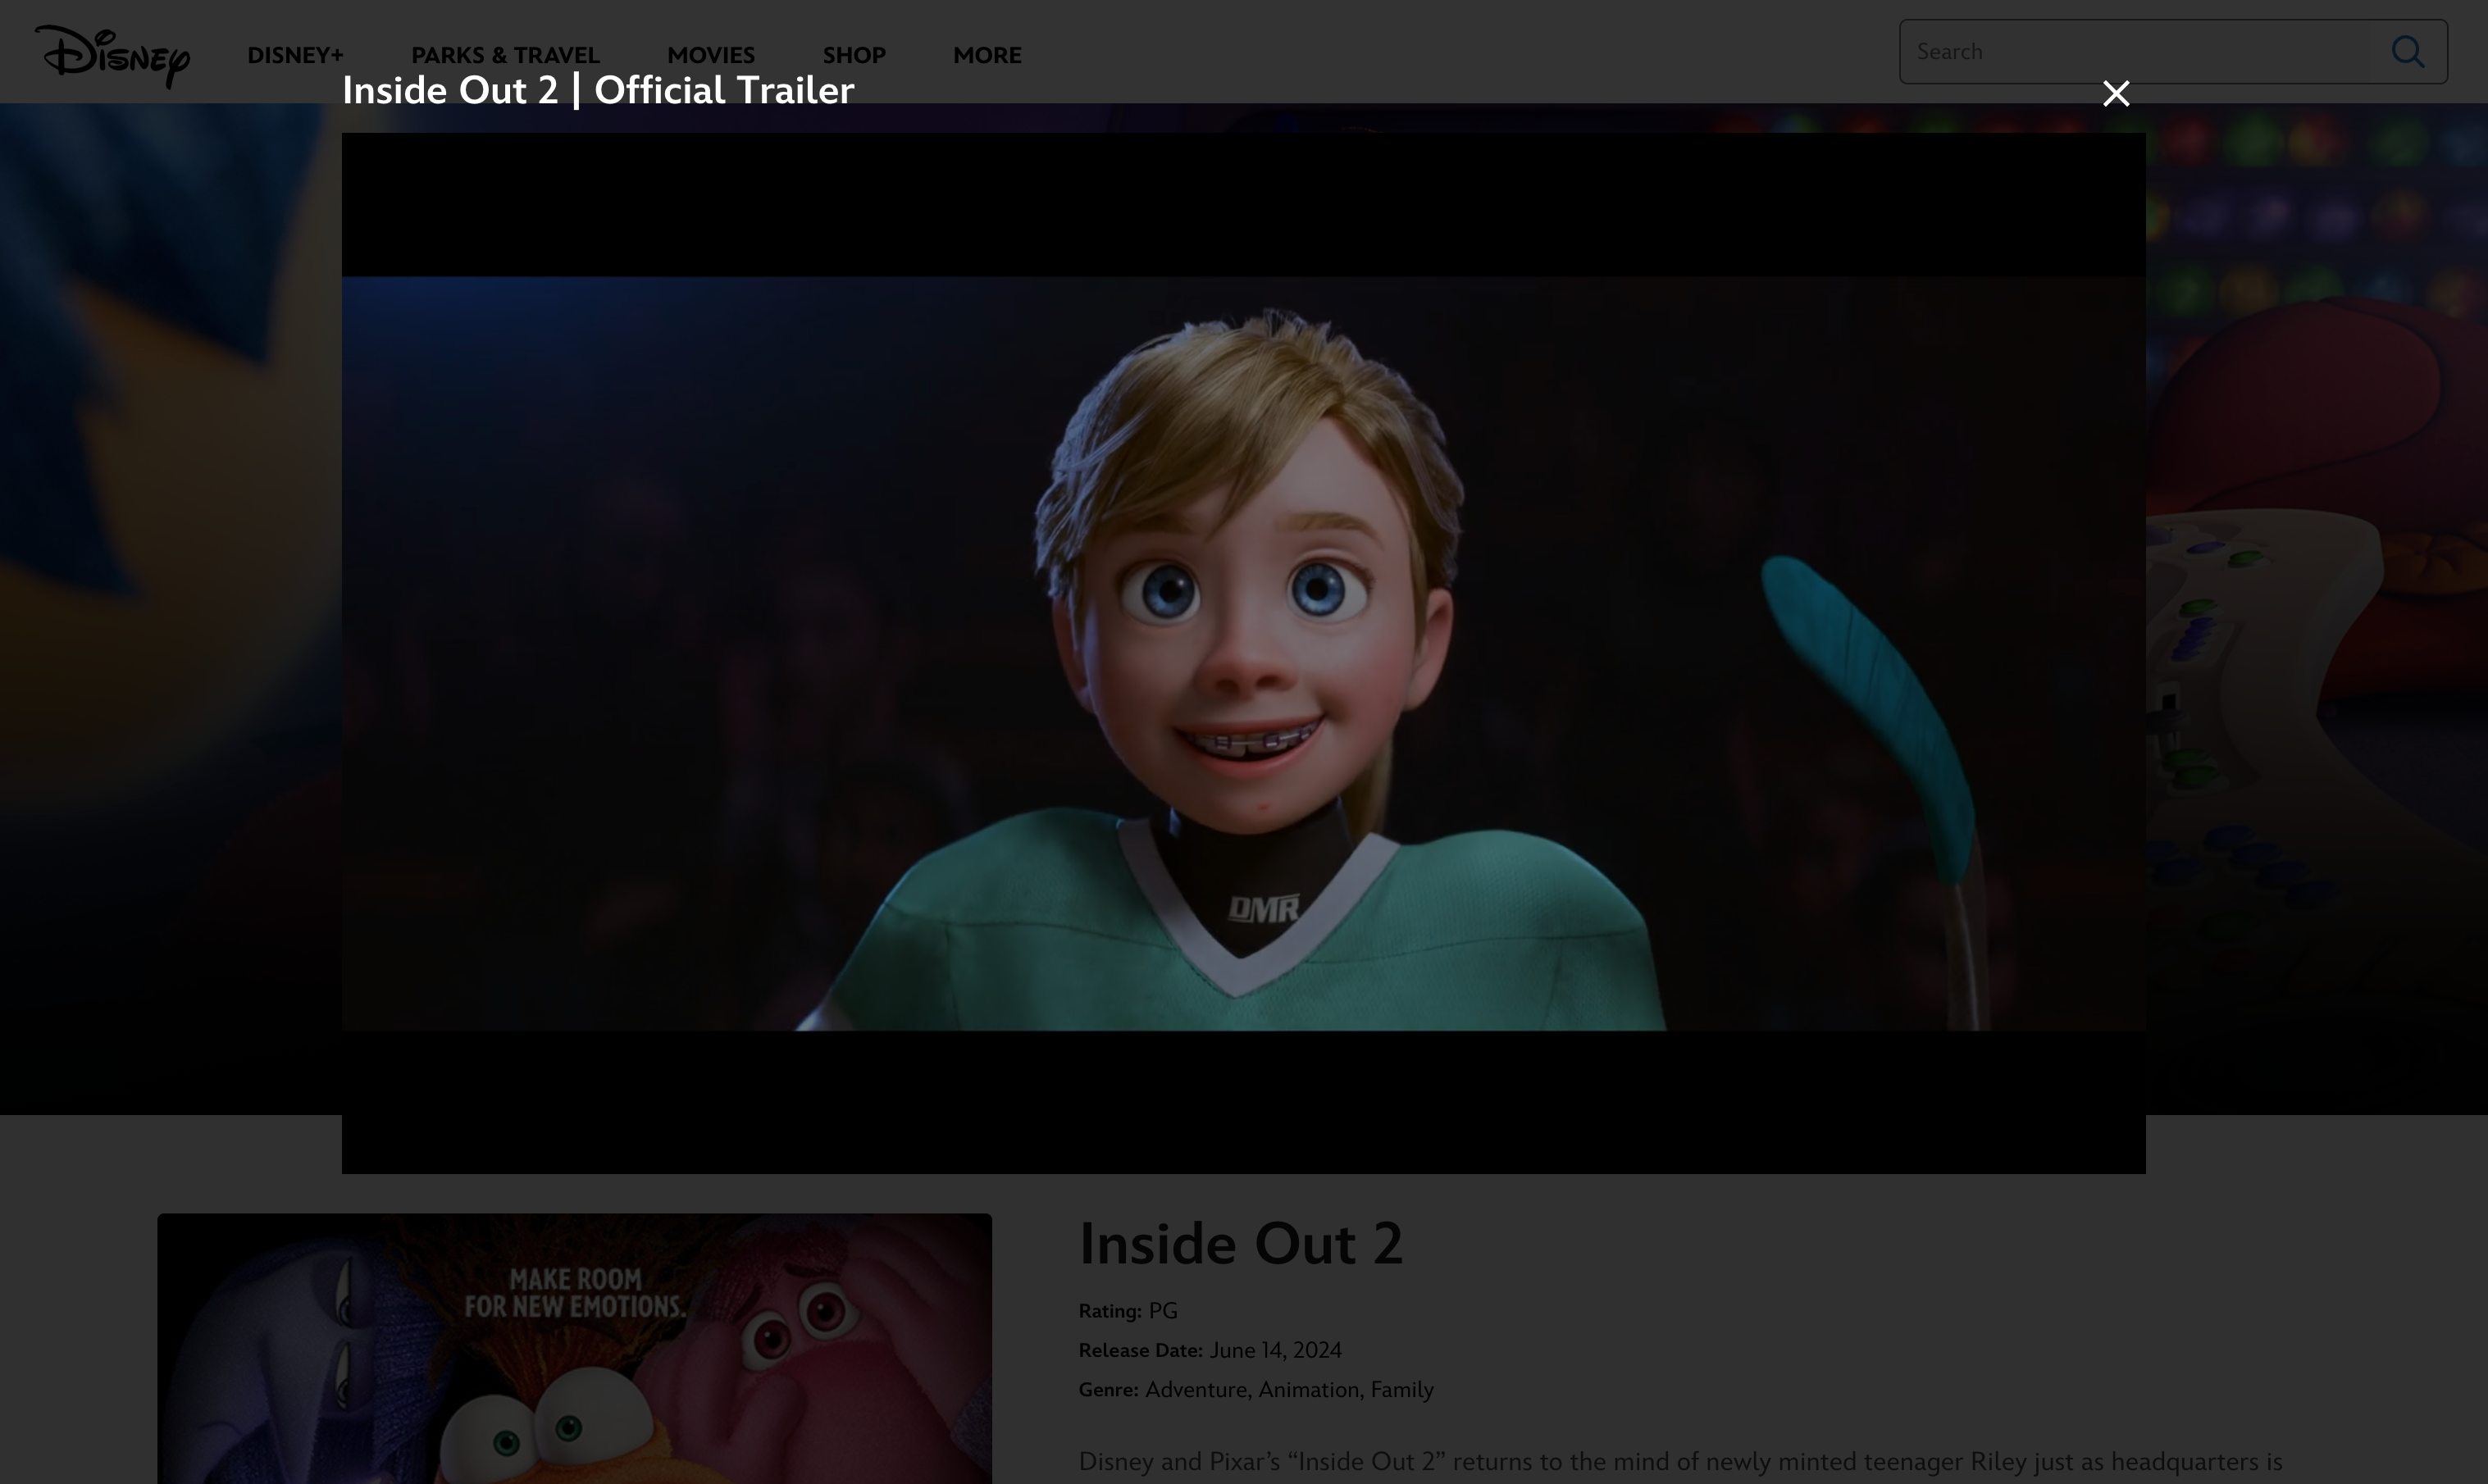 Disney
DISNEY+
PARKS & TRAVEL
MOVIES
SHOP
MORE
Search
Inside Out 2 | Official Trailer
DMR
MAKE ROOM
FOR NEW EMOTIONS.
Inside Out 2
Rating: PG
Release Date: June 14, 2024
Genre: Adventure, Animation, Family
Disney and Pixar’s “Inside Out 2” returns to the mind of newly minted teenager Riley just as headquarters is